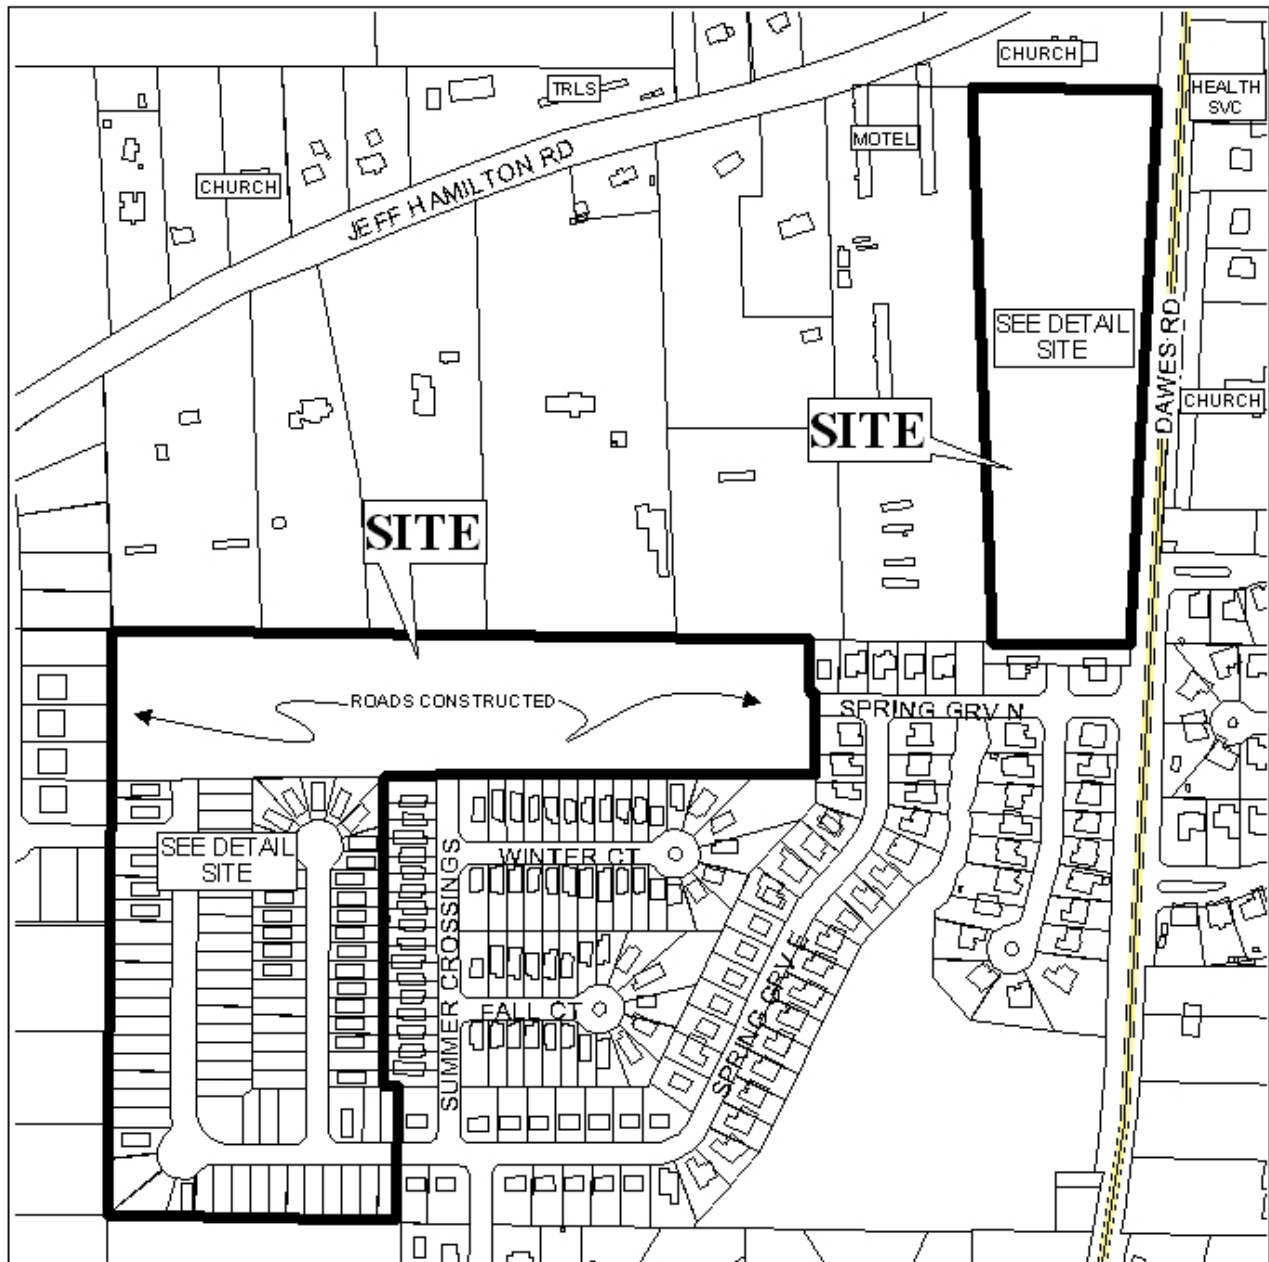 CHURCH
TRLS
HEALTH
SVC
MOTEL
CHURCH
JEFF HAMILTON RD
SEE DETAIL
SITE
DAWES RD
CHURCH
SITE
SITE
ROADS CONSTRUCTED
SPRING GRV N
SEE DETAIL
SITE
WINTER CT
SUMMER CROSSINGS
FALL CT
SPRING GRV E